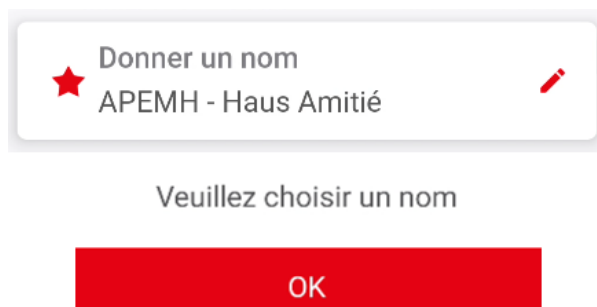 Donner un nom
APEMH - Haus Amitié
Veuillez choisir un nom
OK